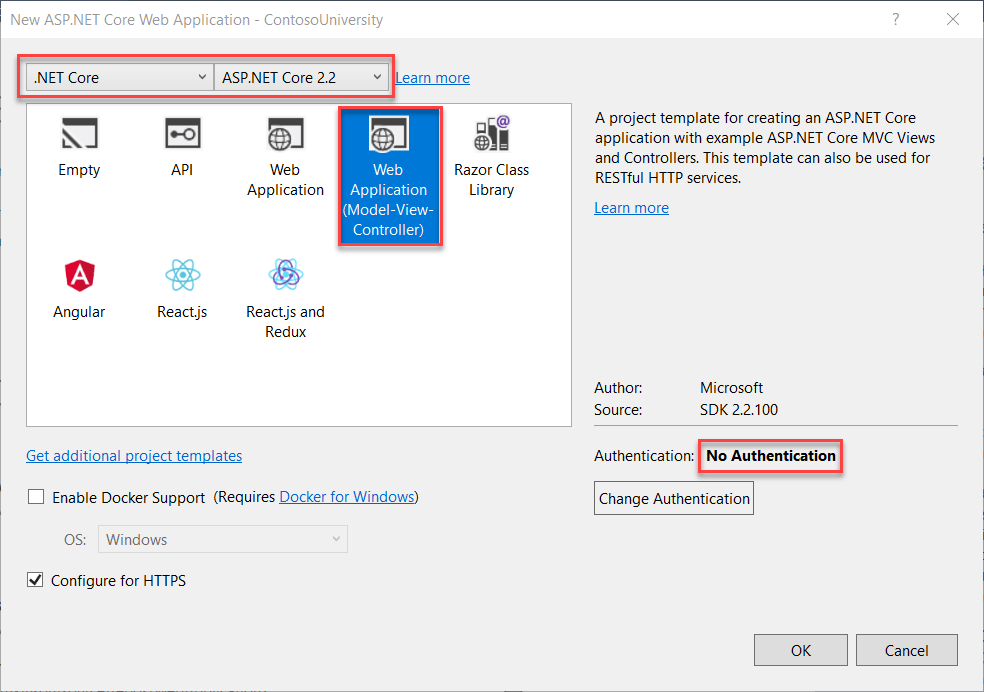 New ASP.NET Core Web Application - ContosoUniversity
?
.NET Core
ASP.NET Core 2.2
Learn more
Empty
API
Web
Application
Web
Application
(Model-View-
Controller)
Razor Class
Library
Angular
React.js
React.js and
Redux
A project template for creating an ASP.NET Core
application with example ASP.NET Core MVC Views
and Controllers. This template can also be used for
RESTful HTTP services.
Learn more
Author: Microsoft
Source: SDK 2.2.100
Authentication: No Authentication
Change Authentication
Get additional project templates
Enable Docker Support (Requires Docker for Windows)
OS: Windows
Configure for HTTPS
OK
Cancel